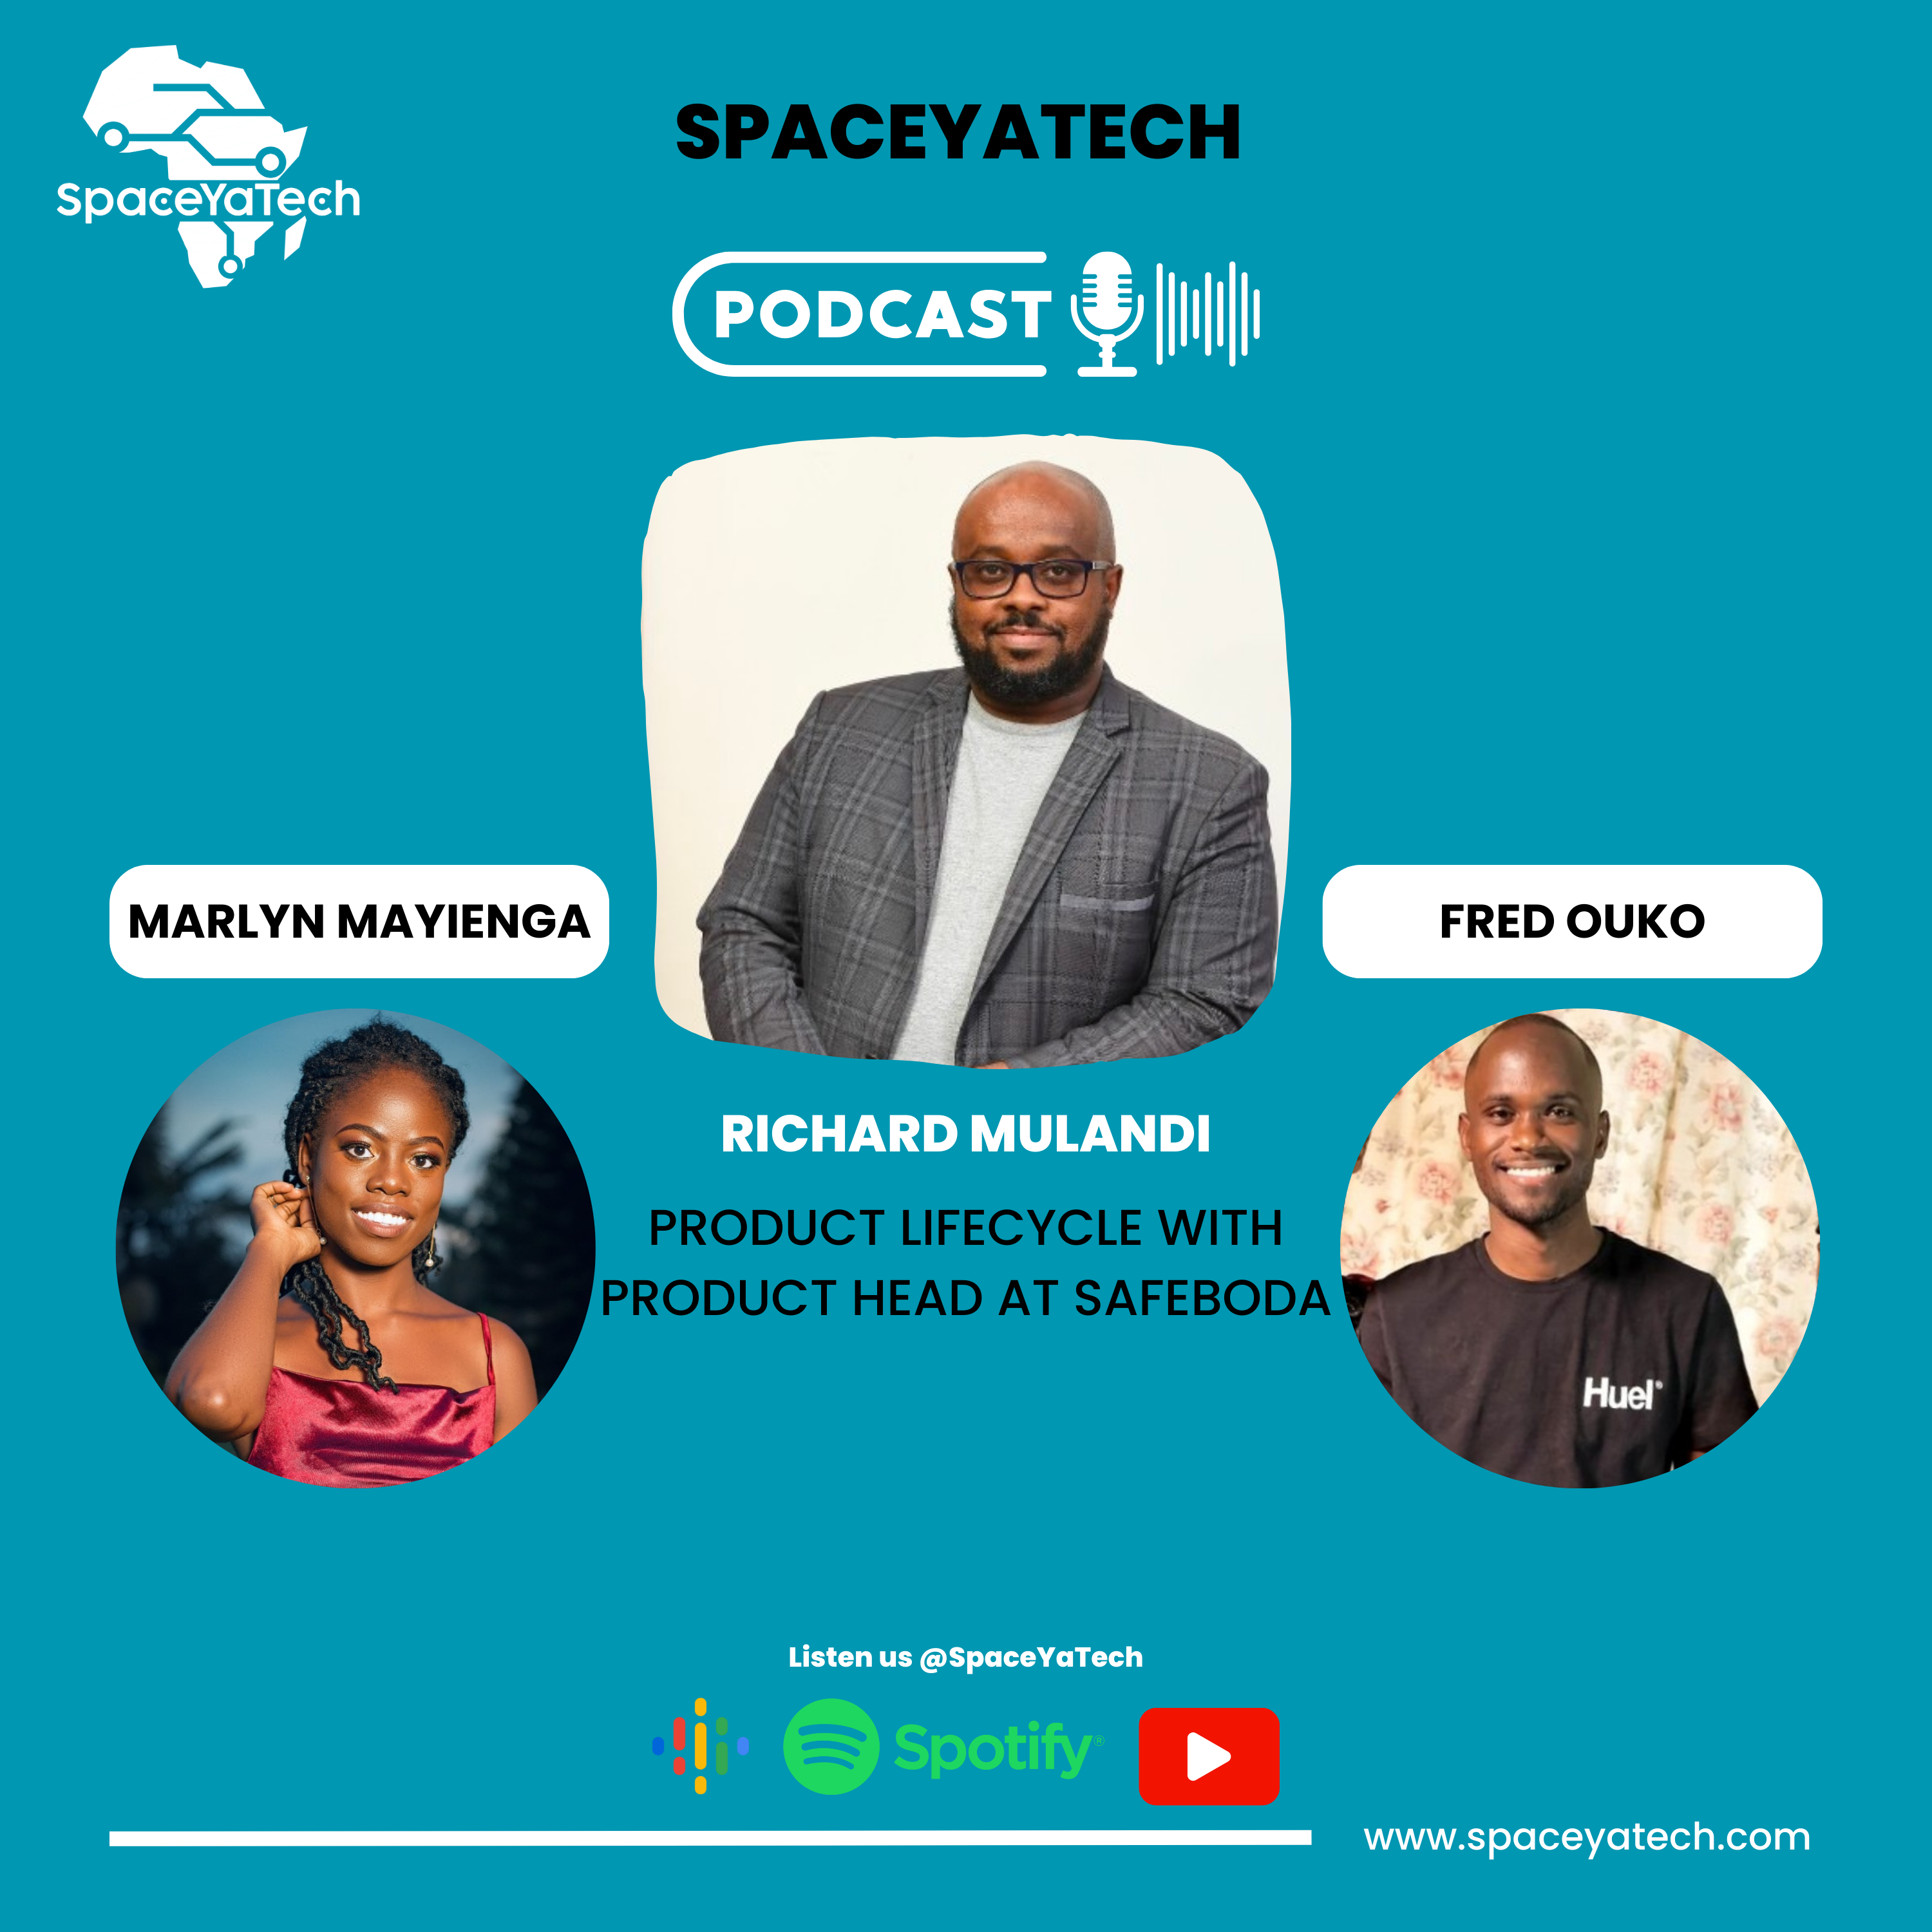 SpaceYaTech
SPACEYATECH
PODCAST
MARLYN MAYIENGA
FRED OUKO
RICHARD MULANDI
PRODUCT LIFECYCLE WITH
PRODUCT HEAD AT SAFEBODA
Huel®
Listen us @SpaceYaTech
Spotify®
www.spaceyatech.com